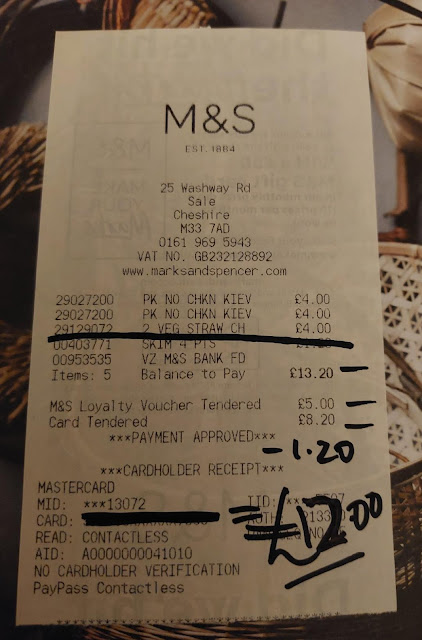 M&S
EST. 1884
25 Washway Rd
Sale
Cheshire
M33 7AD
0161 969 5943
VAT NO. GB232128892
www.marksandspencer.com
29027200 PK NO CHKN KIEV £4.00
29027200 PK NO CHKN KIEV £4.00
29129072 2 VEG STRAW CH £4.00
00403771 SKIM 4 PTS
00953535 VZ M&S BANK FD
Items: 5 Balance to Pay £13.20 -
M&S Loyalty Voucher Tendered £5.00 -
Card Tendered £8.20 -
***PAYMENT APPROVED***
- 1.20
***CARDHOLDER RECEIPT***
MASTERCARD
MID: ***13072 TID:
CARD:
= £12.00
READ: CONTACTLESS
AID: A0000000041010
NO CARDHOLDER VERIFICATION
PayPass Contactless